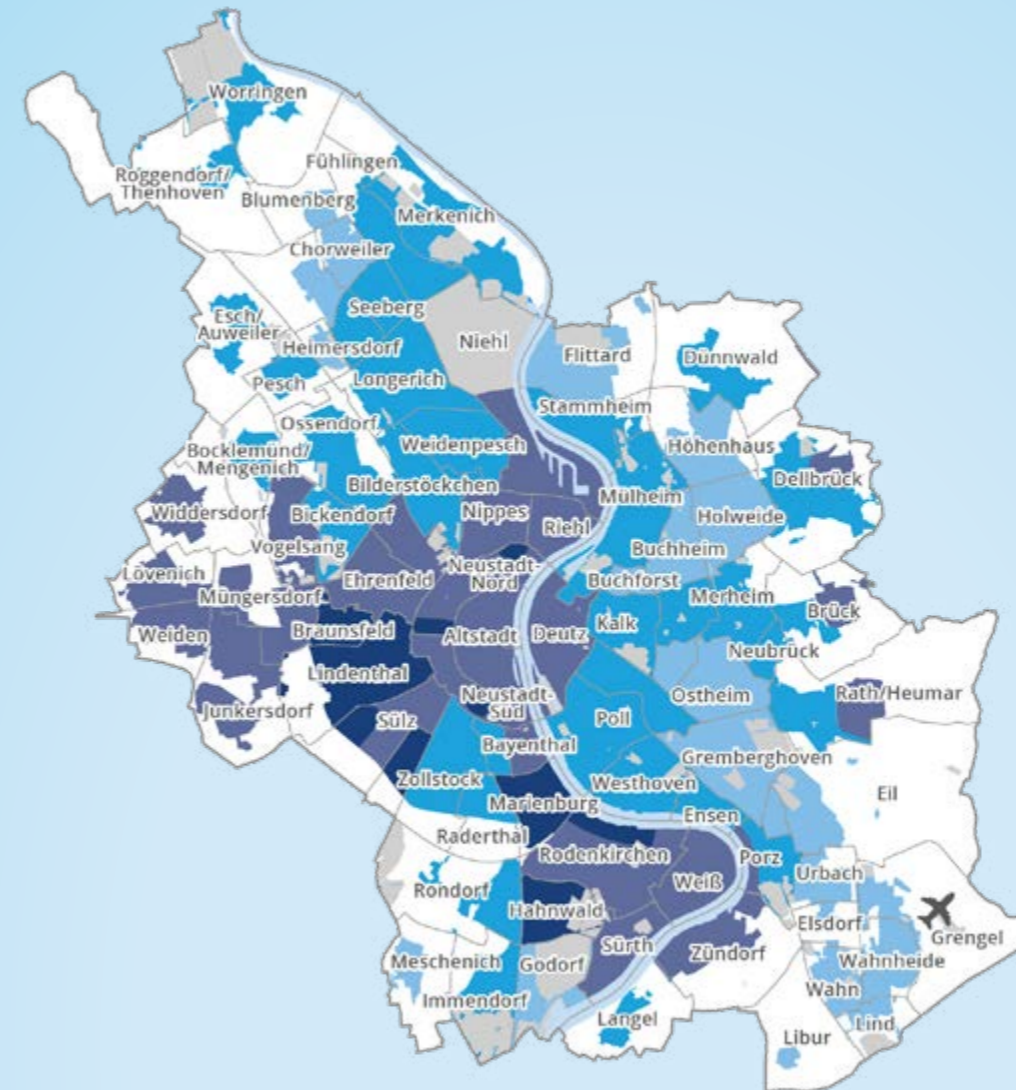 Worringen
Fühlingen
Roggendorf/
Thenhoven
Blumenberg
Merkenich
Chorweiler
Seeberg
Esch/
Auweiler
Heimersdorf
Niehl
Flittard
Dünnwald
Pesch
Longerich
Stammheim
Ossendorf
Weidenpesch
Höhenhaus
Bocklemünd/
Mengenich
Dellbrück
Bilderstöckchen
Mülheim
Widdersdorf
Bickendorf
Nippes
Holweide
Riehl
Vogelsang
Buchheim
Lövenich
Ehrenfeld
Neustadt-
Nord
Buchforst
Müngersdorf
Merheim
Brück
Weiden
Braunsfeld
Altstadt
Deutz
Kalk
Neubrück
Lindenthal
Ostheim
Rath/Heumar
Junkersdorf
Sülz
Neustadt-
Süd
Poll
Bayenthal
Gremberghoven
Zollstock
Westhoven
Eil
Marienburg
Ensen
Raderthal
Rodenkirchen
Porz
Urbach
Rondorf
Weiß
Hahnwald
Elsdorf
Grengel
Sürth
Zündorf
Meschenich
Godorf
Wahnheide
Wahn
Immendorf
Langel
Lind
Libur